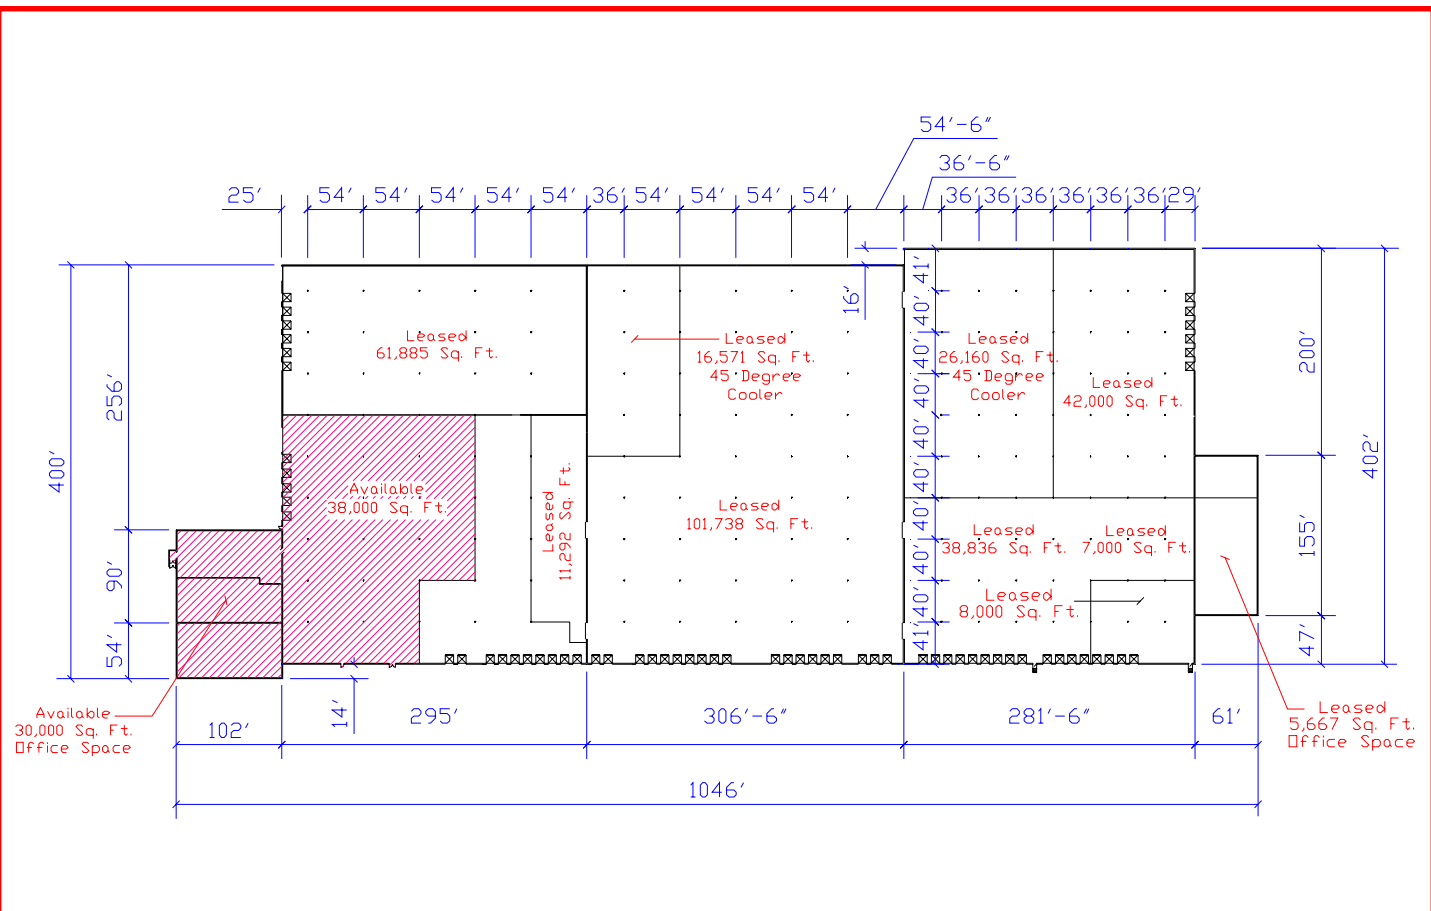 54'-6"
36'-6"
25'
54'
54'
54'
54'
54'
36'
54'
54'
54'
54'
36'
36'
36'
36'
36'
36'
29'
400'
256'
90'
54'
16'
41'
40'
40'
40'
40'
40'
40'
40'
40'
41'
200'
155'
47'
402'
Leased
61,885 Sq. Ft.
Leased
16,571 Sq. Ft.
45 Degree
Cooler
Leased
26,160 Sq. Ft.
45 Degree
Cooler
Leased
42,000 Sq. Ft.
Available
38,000 Sq. Ft.
Leased
11,292 Sq. Ft.
Leased
101,738 Sq. Ft.
Leased
38,836 Sq. Ft.
Leased
7,000 Sq. Ft.
Leased
8,000 Sq. Ft.
Available
30,000 Sq. Ft.
Office Space
Leased
5,667 Sq. Ft.
Office Space
14'
102'
295'
306'-6"
281'-6"
61'
1046'